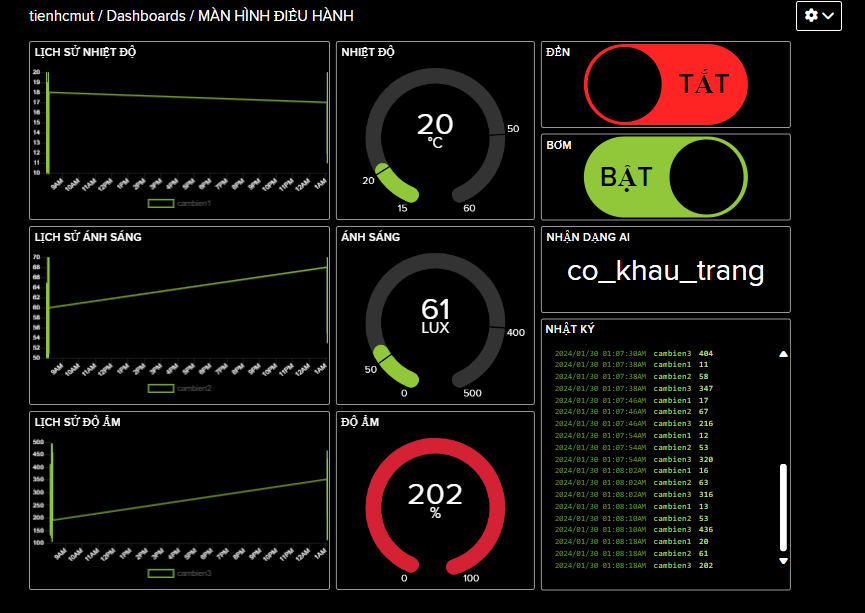 tienhcmut / Dashboards / MÀN HÌNH ĐIỀU HÀNH
LỊCH SỬ NHIỆT ĐỘ
20
19
18
17
16
15
14
13
12
11
10
9AM 10AM 11AM 12PM 1PM 2PM 3PM 4PM 5PM 6PM 7PM 8PM 9PM 10PM 11PM 12AM 1AM
cambien1
NHIỆT ĐỘ
20
°C
50
20
15
60
ĐÈN
TẮT
BƠM
BẬT
LỊCH SỬ ÁNH SÁNG
70
68
66
64
62
60
58
56
54
52
50
9AM 10AM 11AM 12PM 1PM 2PM 3PM 4PM 5PM 6PM 7PM 8PM 9PM 10PM 11PM 12AM 1AM
cambien2
ÁNH SÁNG
61
LUX
400
50
0
500
NHẬN DẠNG AI
co_khau_trang
LỊCH SỬ ĐỘ ẨM
500
450
400
350
300
250
200
150
100
9AM 10AM 11AM 12PM 1PM 2PM 3PM 4PM 5PM 6PM 7PM 8PM 9PM 10PM 11PM 12AM 1AM
cambien3
ĐỘ ẨM
202
%
0
100
NHẬT KÝ
2024/01/30 01:07:30AM cambien3 404
2024/01/30 01:07:38AM cambien1 11
2024/01/30 01:07:38AM cambien2 58
2024/01/30 01:07:38AM cambien3 347
2024/01/30 01:07:46AM cambien1 17
2024/01/30 01:07:46AM cambien2 67
2024/01/30 01:07:46AM cambien3 216
2024/01/30 01:07:54AM cambien1 12
2024/01/30 01:07:54AM cambien2 53
2024/01/30 01:07:54AM cambien3 320
2024/01/30 01:08:02AM cambien1 16
2024/01/30 01:08:02AM cambien2 63
2024/01/30 01:08:02AM cambien3 316
2024/01/30 01:08:10AM cambien1 13
2024/01/30 01:08:10AM cambien2 53
2024/01/30 01:08:10AM cambien3 436
2024/01/30 01:08:18AM cambien1 20
2024/01/30 01:08:18AM cambien2 61
2024/01/30 01:08:18AM cambien3 202